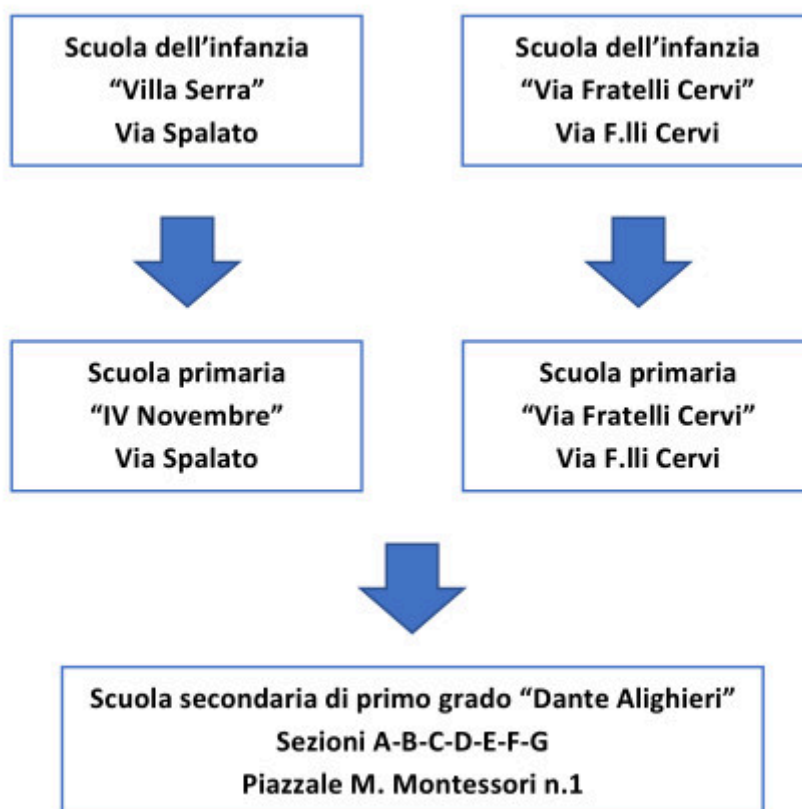 Scuola dell’infanzia
“Villa Serra”
Via Spalato
Scuola dell’infanzia
“Via Fratelli Cervi”
Via F.lli Cervi
Scuola primaria
“IV Novembre”
Via Spalato
Scuola primaria
“Via Fratelli Cervi”
Via F.lli Cervi
Scuola secondaria di primo grado “Dante Alighieri”
Sezioni A-B-C-D-E-F-G
Piazzale M. Montessori n.1